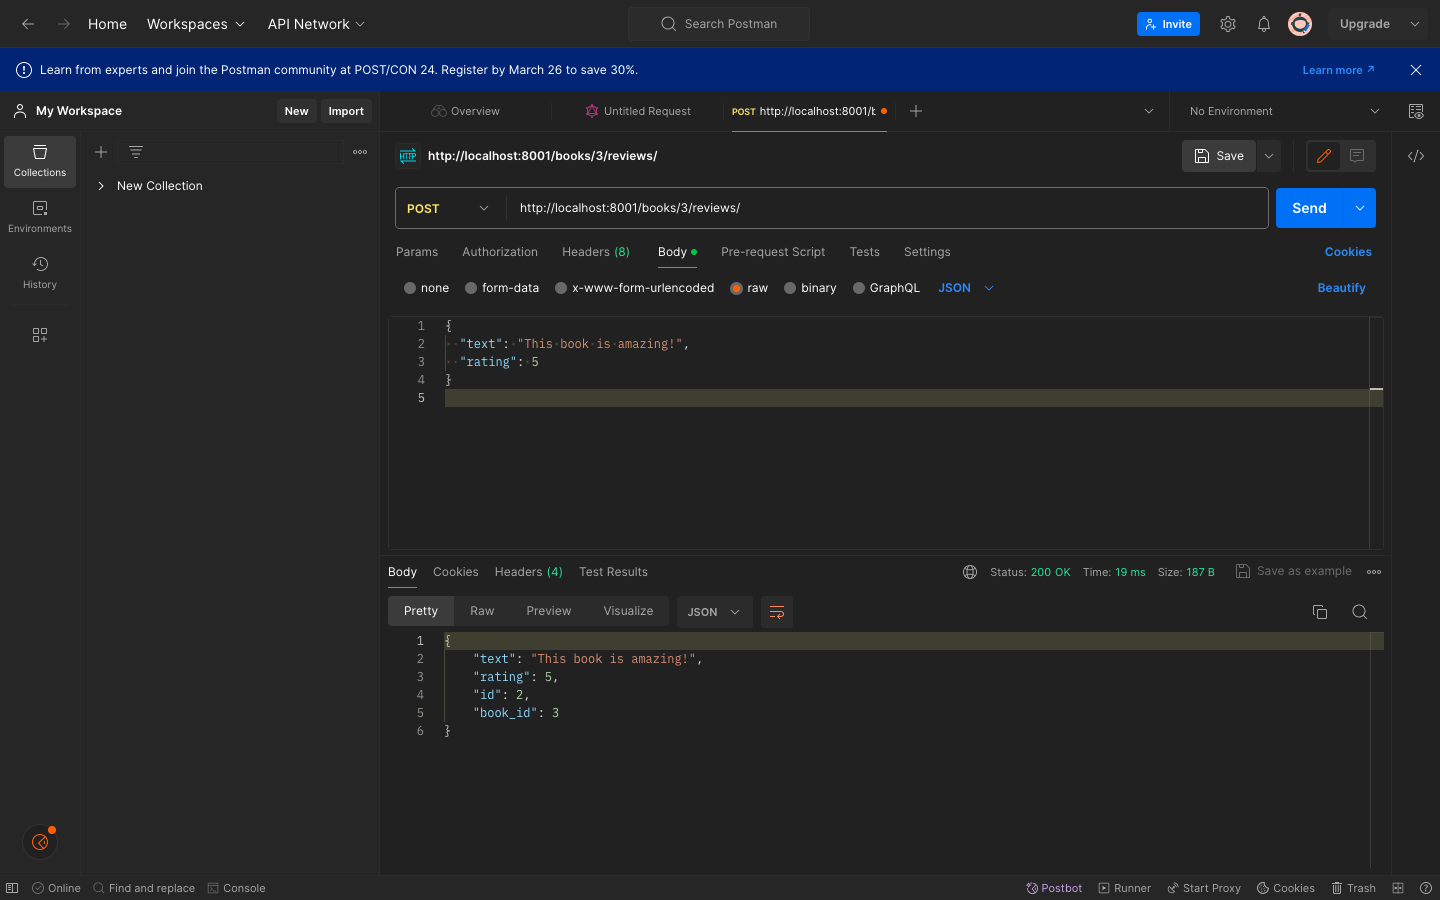 Home Workspaces API Network Search Postman Invite Upgrade
Learn from experts and join the Postman community at POST/CON 24. Register by March 26 to save 30%. Learn more
My Workspace New Import Overview Untitled Request POST http://localhost:8001/b No Environment
Collections
New Collection
Environments
History
HTTP http://localhost:8001/books/3/reviews/ Save
POST http://localhost:8001/books/3/reviews/ Send
Params Authorization Headers (8) Body Pre-request Script Tests Settings Cookies
none form-data x-www-form-urlencoded raw binary GraphQL JSON Beautify
1 {
2 "text": "This book is amazing!",
3 "rating": 5
4 }
5
Body Cookies Headers (4) Test Results Status: 200 OK Time: 19 ms Size: 187 B Save as example
Pretty Raw Preview Visualize JSON
1 {
2 "text": "This book is amazing!",
3 "rating": 5,
4 "id": 2,
5 "book_id": 3
6 }
Online Find and replace Console Postbot Runner Start Proxy Cookies Trash